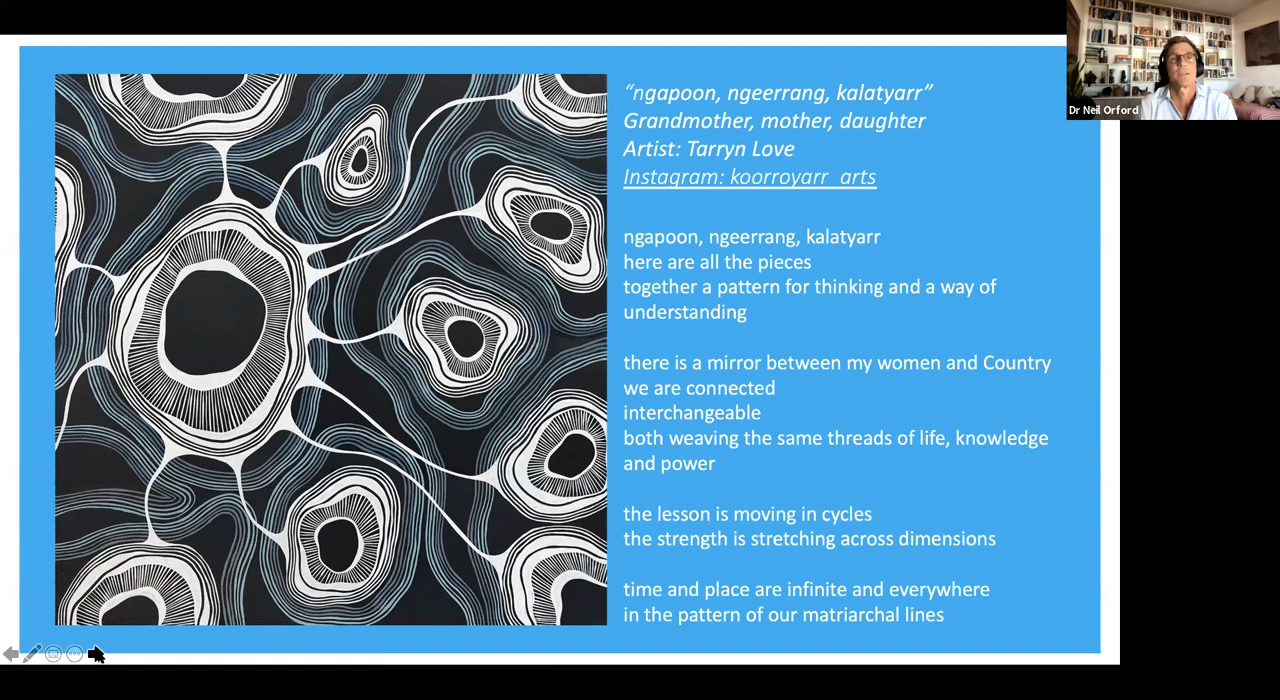 “ngapoon, ngeerrang, kalatyarr”
Grandmother, mother, daughter
Artist: Tarryn Love
Instagram: koorroyarr_arts
ngapoon, ngeerrang, kalatyarr
here are all the pieces
together a pattern for thinking and a way of
understanding
there is a mirror between my women and Country
we are connected
interchangeable
both weaving the same threads of life, knowledge
and power
the lesson is moving in cycles
the strength is stretching across dimensions
time and place are infinite and everywhere
in the pattern of our matriarchal lines
Dr Neil Orford